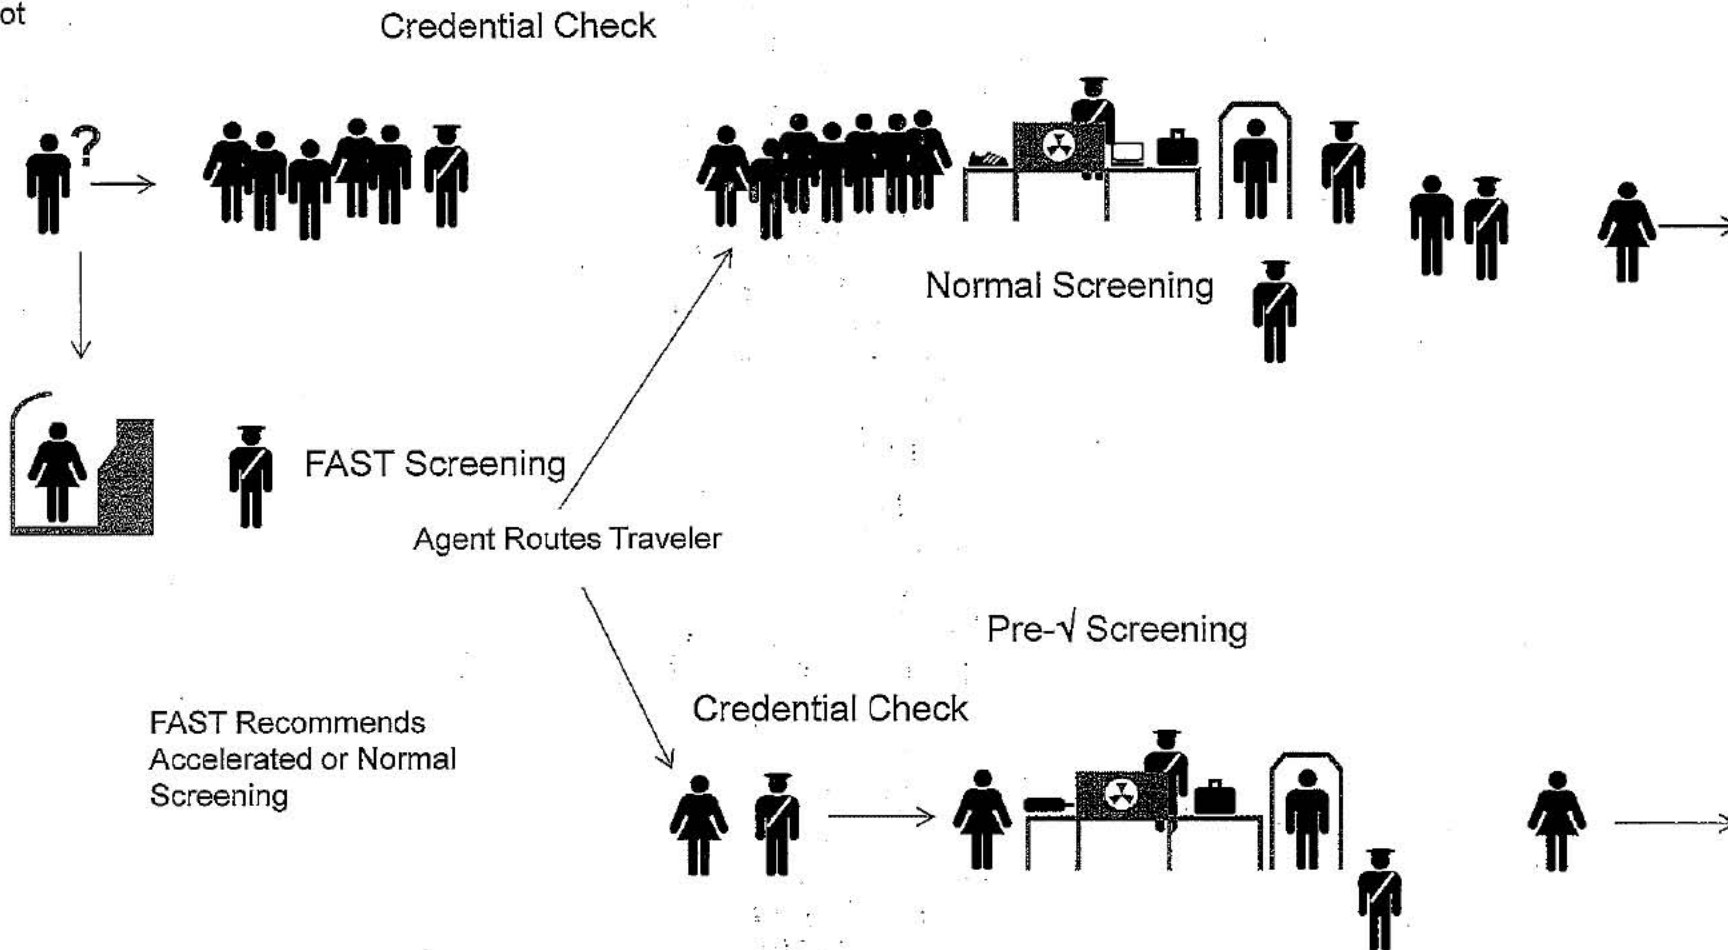 ot
Credential Check
?
Normal Screening
FAST Screening
Agent Routes Traveler
Pre-√ Screening
Credential Check
FAST Recommends
Accelerated or Normal
Screening